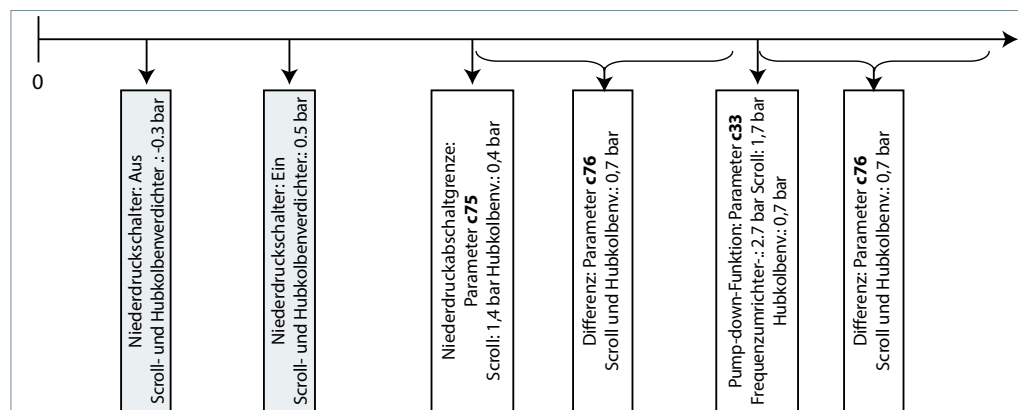 0
Niederdruckschalter: Aus
Scroll- und Hubkolbenverdichter .: -0.3 bar
Niederdruckschalter: Ein
Scroll- und Hubkolbenverdichter.: 0.5 bar
Niederdruckabschaltgrenze:
Parameter c75
Scroll: 1,4 bar Hubkolbenv.: 0,4 bar
Differenz: Parameter c76
Scroll und Hubkolbenv.: 0,7 bar
Pump-down-Funktion: Parameter c33
Frequenzumrichter-.: 2.7 bar Scroll: 1,7 bar
Hubkolbenv.: 0,7 bar
Differenz: Parameter c76
Scroll und Hubkolbenv.: 0,7 bar